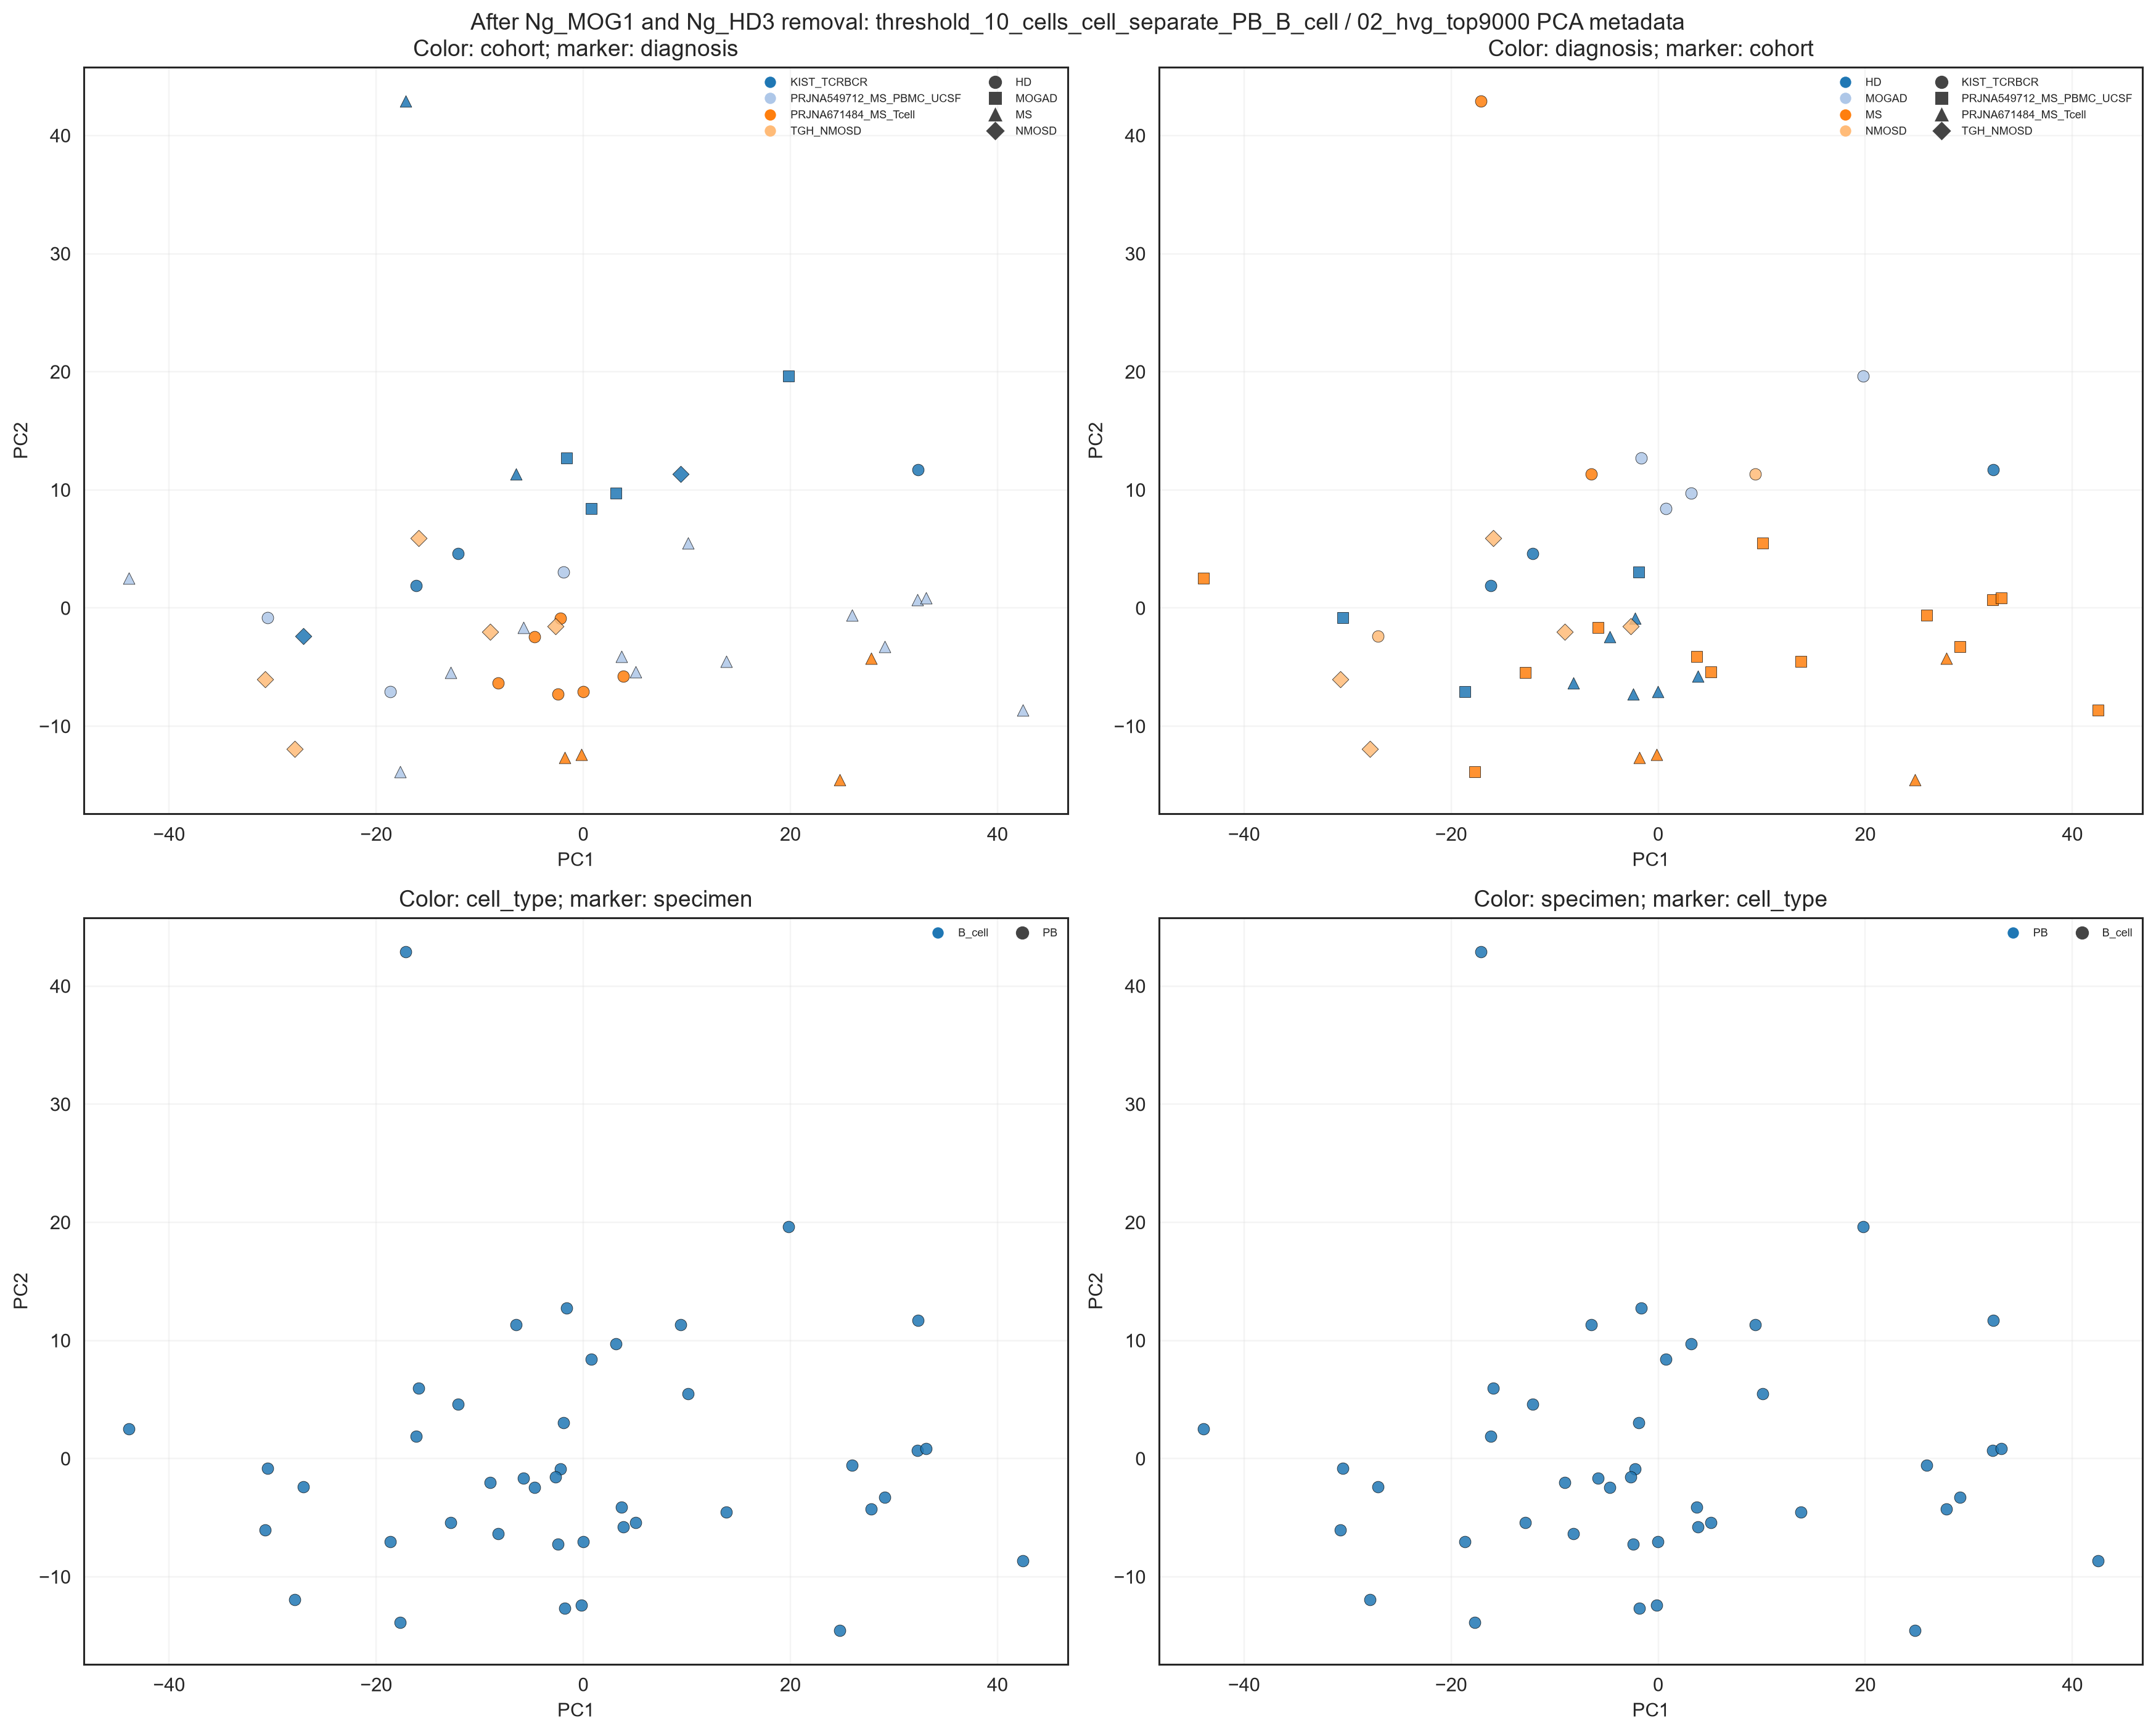 After Ng_MOG1 and Ng_HD3 removal: threshold_10_cells_cell_separate_PB_B_cell / 02_hvg_top9000 PCA metadata
Color: cohort; marker: diagnosis
KIST_TCRBCR
PRJNA549712_MS_PBMC_UCSF
PRJNA671484_MS_Tcell
TGH_NMOSD
HD
MOGAD
MS
NMOSD
40
30
20
10
0
−10
PC2
−40 −20 0 20 40
PC1
Color: diagnosis; marker: cohort
HD
MOGAD
MS
NMOSD
KIST_TCRBCR
PRJNA549712_MS_PBMC_UCSF
PRJNA671484_MS_Tcell
TGH_NMOSD
40
30
20
10
0
−10
PC2
−40 −20 0 20 40
PC1
Color: cell_type; marker: specimen
B_cell PB
40
30
20
10
0
−10
PC2
−40 −20 0 20 40
PC1
Color: specimen; marker: cell_type
PB B_cell
40
30
20
10
0
−10
PC2
−40 −20 0 20 40
PC1